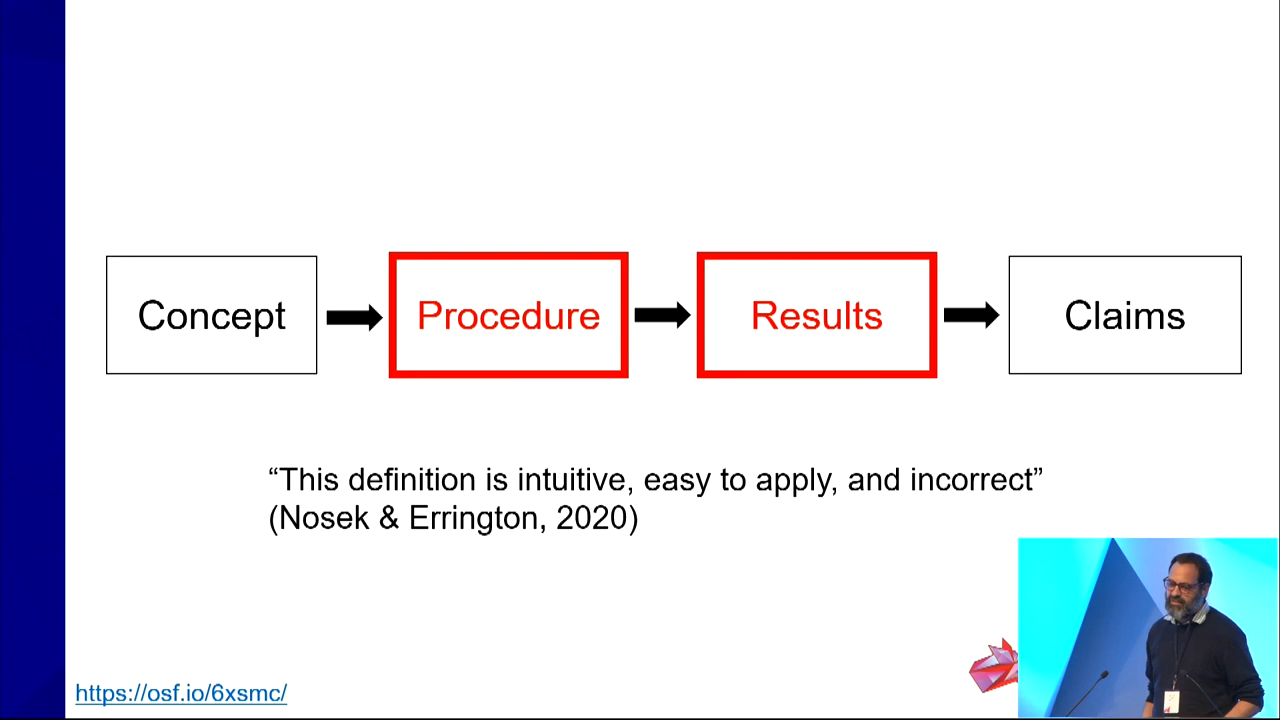 Concept
Procedure
Results
Claims
“This definition is intuitive, easy to apply, and incorrect”
(Nosek & Errington, 2020)
https://osf.io/6xsmc/